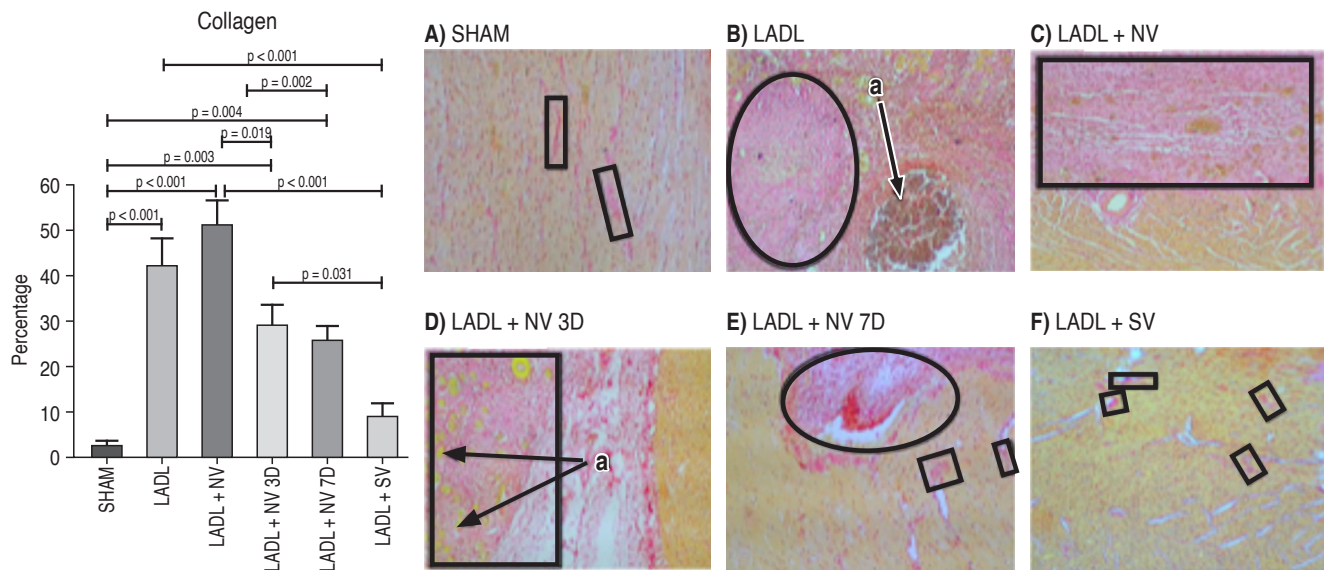 Collagen
p < 0.001
p = 0.002
p = 0.004
p = 0.019
p = 0.003
p < 0.001
p < 0.001
p < 0.001
p = 0.031
Percentage
60
50
40
30
20
10
0
SHAM
LADL
LADL + NV
LADL + NV 3D
LADL + NV 7D
LADL + SV
A) SHAM
B) LADL
a
C) LADL + NV
D) LADL + NV 3D
a
E) LADL + NV 7D
F) LADL + SV